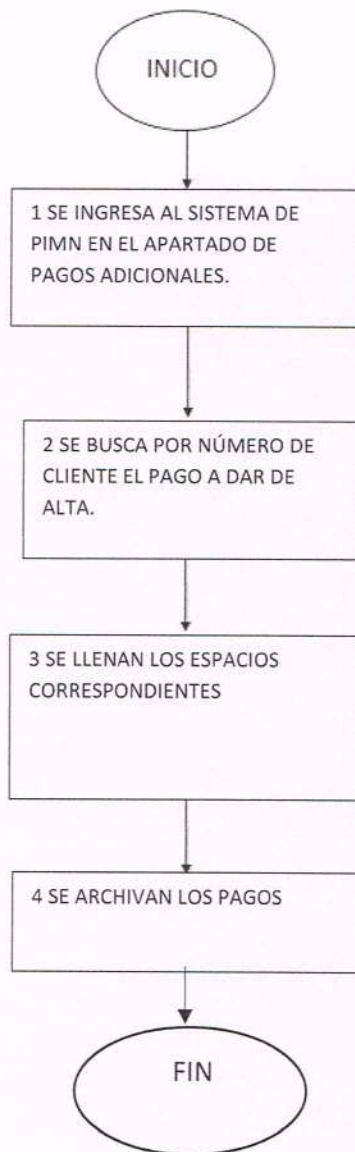 INICIO
1 SE INGRESA AL SISTEMA DE
PIMN EN EL APARTADO DE
PAGOS ADICIONALES.
2 SE BUSCA POR NÚMERO DE
CLIENTE EL PAGO A DAR DE
ALTA.
3 SE LLENAN LOS ESPACIOS
CORRESPONDIENTES
4 SE ARCHIVAN LOS PAGOS
FIN